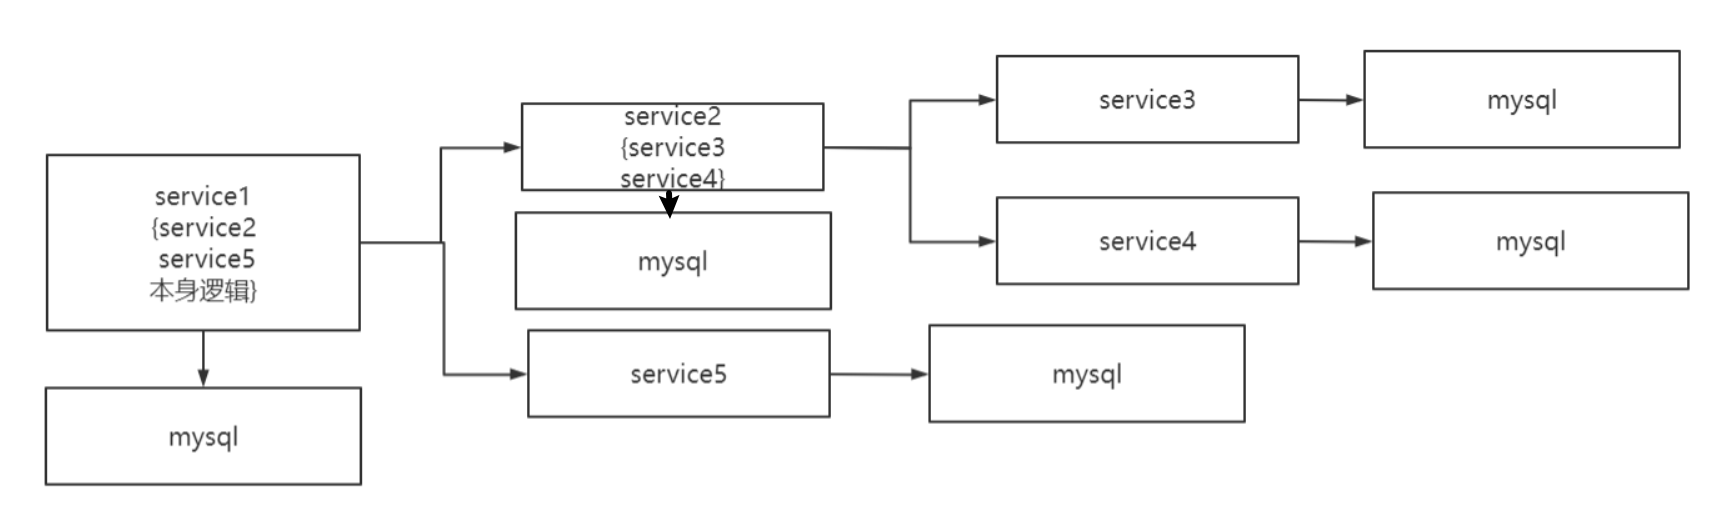 service1
{service2
service5
本身逻辑}
mysql
service2
{service3
service4}
mysql
service5
mysql
service3
mysql
service4
mysql